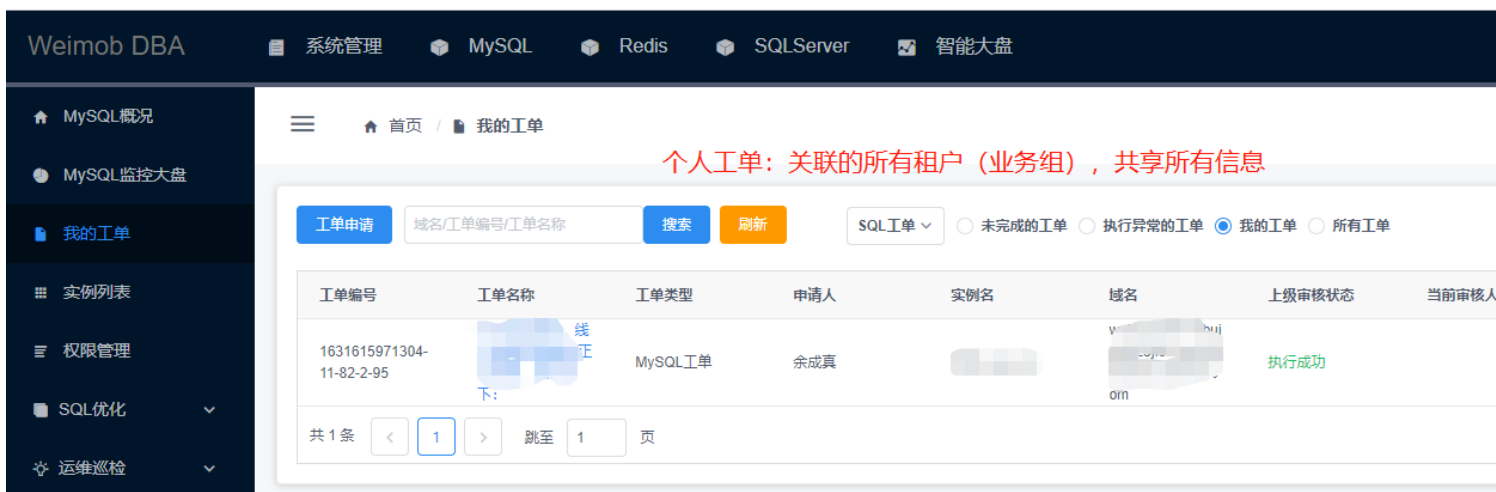 Weimob DBA
系统管理
MySQL
Redis
SQLServer
智能大盘
MySQL概况
MySQL监控大盘
我的工单
实例列表
权限管理
SQL优化
运维巡检
首页 / 我的工单
个人工单：关联的所有租户（业务组），共享所有信息
工单申请
域名/工单编号/工单名称
搜索
刷新
SQL工单
未完成的工单
执行异常的工单
我的工单
所有工单
工单编号 工单名称 工单类型 申请人 实例名 域名 上级审核状态 当前审核人
1631615971304-
11-82-2-95
线
正
下：
MySQL工单
余成真
om
执行成功
共 1 条
1
跳至 1 页